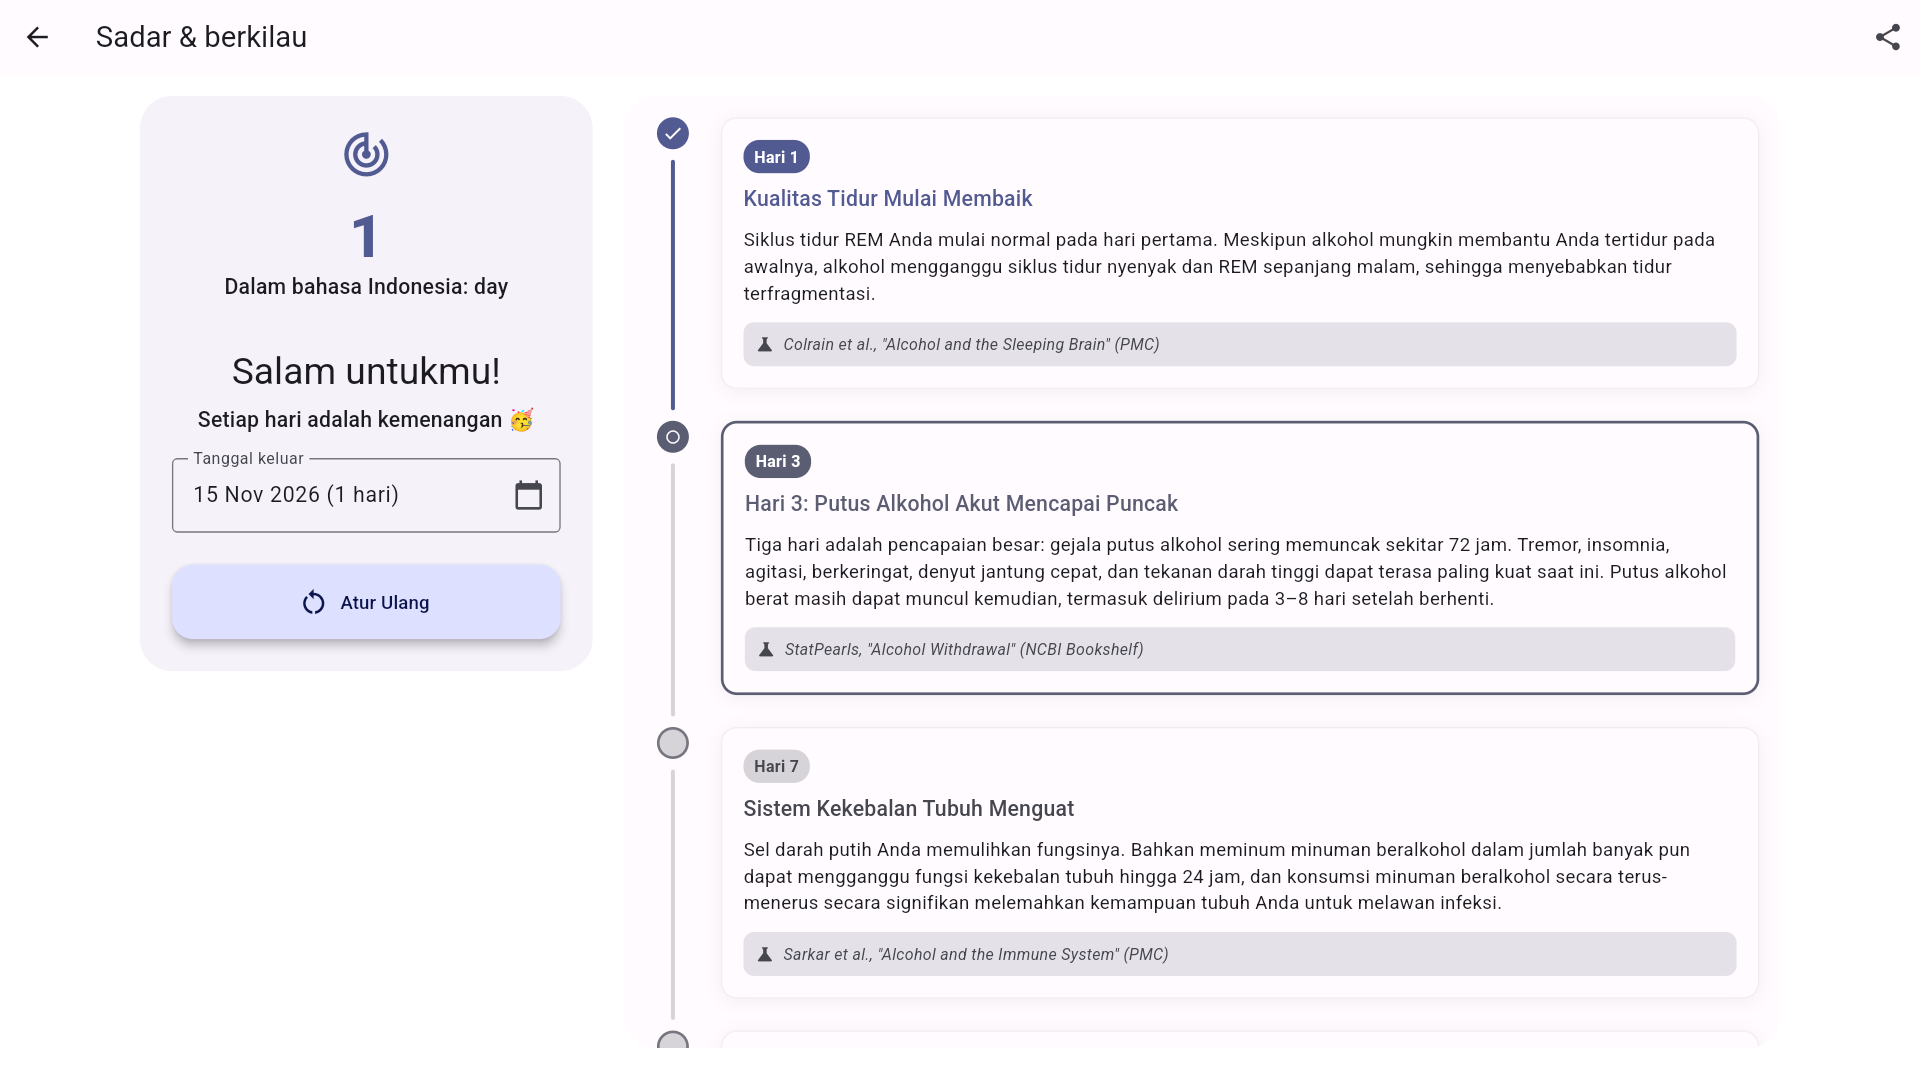 Sadar & berkilau
1
Dalam bahasa Indonesia: day
Salam untukmu!
Setiap hari adalah kemenangan 🥳
Tanggal keluar
15 Nov 2026 (1 hari)
Atur Ulang
Hari 1
Kualitas Tidur Mulai Membaik
Siklus tidur REM Anda mulai normal pada hari pertama. Meskipun alkohol mungkin membantu Anda tertidur pada
awalnya, alkohol mengganggu siklus tidur nyenyak dan REM sepanjang malam, sehingga menyebabkan tidur
terfragmentasi.
Colrain et al., "Alcohol and the Sleeping Brain" (PMC)
Hari 3
Hari 3: Putus Alkohol Akut Mencapai Puncak
Tiga hari adalah pencapaian besar: gejala putus alkohol sering memuncak sekitar 72 jam. Tremor, insomnia,
agitasi, berkeringat, denyut jantung cepat, dan tekanan darah tinggi dapat terasa paling kuat saat ini. Putus alkohol
berat masih dapat muncul kemudian, termasuk delirium pada 3–8 hari setelah berhenti.
StatPearls, "Alcohol Withdrawal" (NCBI Bookshelf)
Hari 7
Sistem Kekebalan Tubuh Menguat
Sel darah putih Anda memulihkan fungsinya. Bahkan meminum minuman beralkohol dalam jumlah banyak pun
dapat mengganggu fungsi kekebalan tubuh hingga 24 jam, dan konsumsi minuman beralkohol secara terus-
menerus secara signifikan melemahkan kemampuan tubuh Anda untuk melawan infeksi.
Sarkar et al., "Alcohol and the Immune System" (PMC)